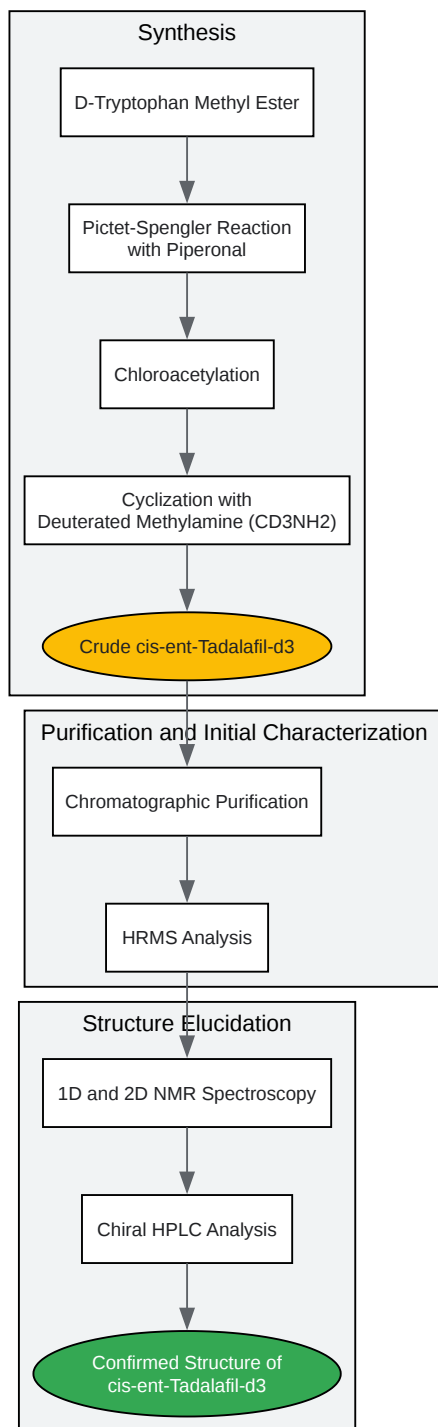 Synthesis
D-Tryptophan Methyl Ester
Pictet-Spengler Reaction
with Piperonal
Chloroacetylation
Cyclization with
Deuterated Methylamine (CD3NH2)
Crude cis-ent-Tadalafil-d3
Purification and Initial Characterization
Chromatographic Purification
HRMS Analysis
Structure Elucidation
1D and 2D NMR Spectroscopy
Chiral HPLC Analysis
Confirmed Structure of
cis-ent-Tadalafil-d3